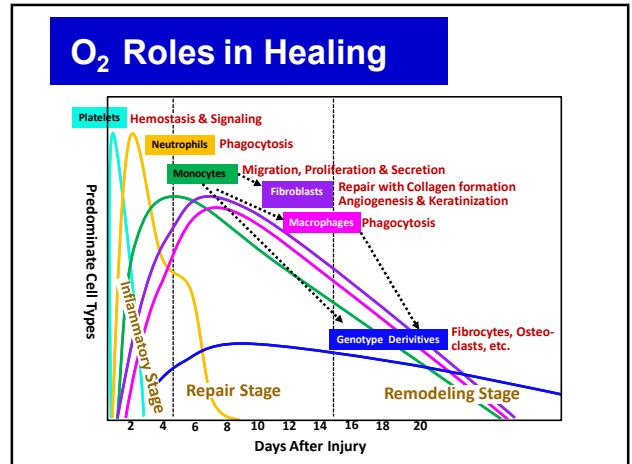 O₂ Roles in Healing
Platelets
Hemostasis & Signaling
Neutrophils
Phagocytosis
Monocytes
Migration, Proliferation & Secretion
Fibroblasts
Repair with Collagen formation
Angiogenesis & Keratinization
Macrophages
Phagocytosis
Genotype Derivitives
Fibrocytes, Osteo-
clasts, etc.
Predominate Cell Types
Inflammatory Stage
Repair Stage
Remodeling Stage
2 4 6 8 10 12 14 16 18 20
Days After Injury